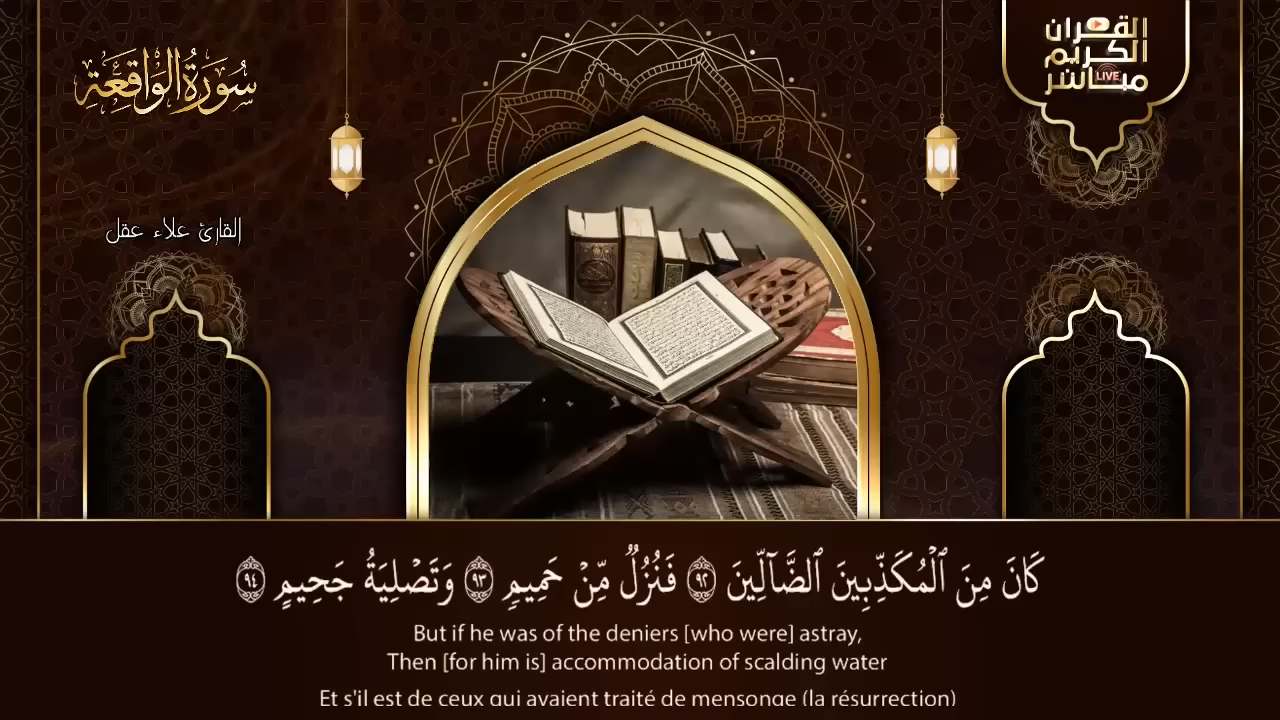 سُورَةُ الوَاقِعَةِ
القرآن
الكريم
مباشر
LIVE
القارئ علاء عقل
كَانَ مِنَ ٱلْمُكَذِّبِينَ ٱلضَّآلِّينَ ٩٢ فَنُزُلٌ مِّنْ حَمِيمٍ ٩٣ وَتَصْلِيَةُ جَحِيمٍ ٩٤
But if he was of the deniers [who were] astray,
Then [for him is] accommodation of scalding water
Et s'il est de ceux qui avaient traité de mensonge (la résurrection)